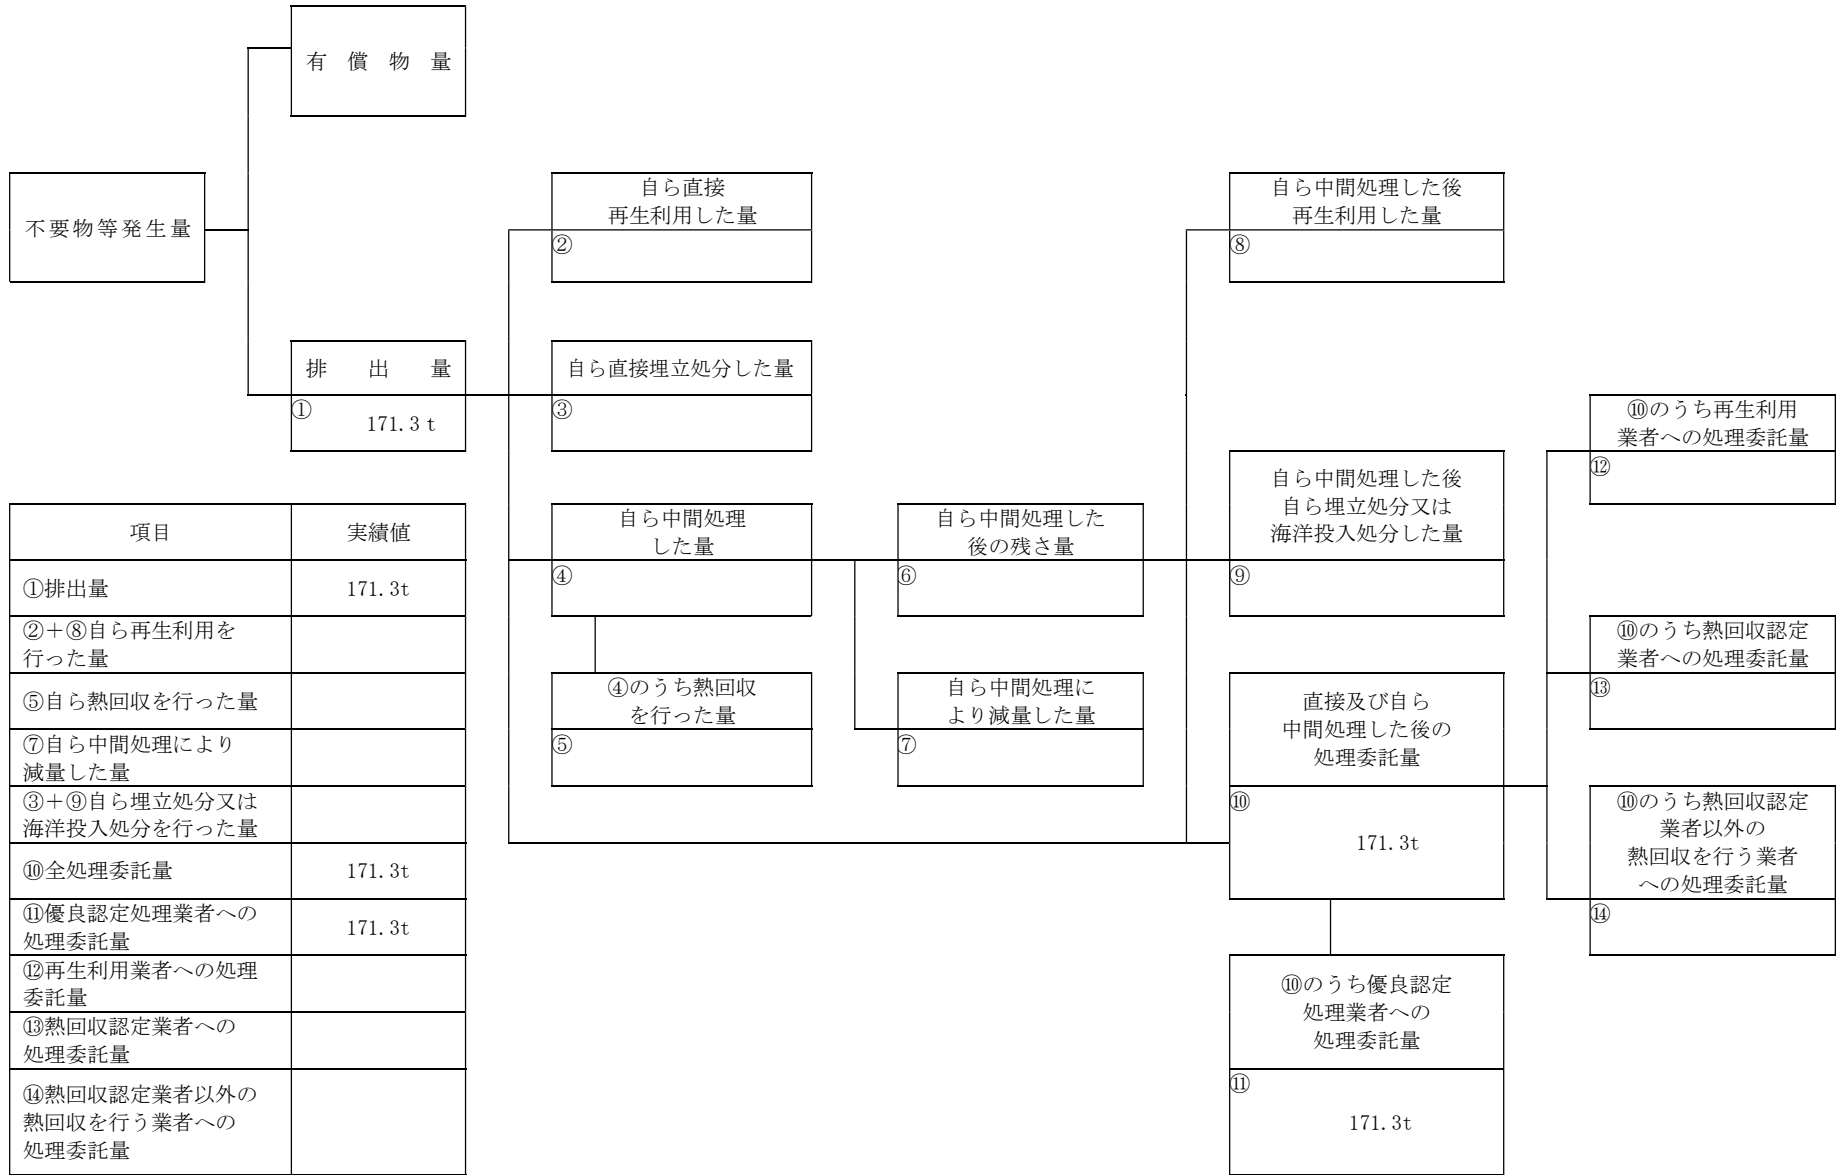 有償物量
不要物等発生量
自ら直接
再生利用した量
②
自ら中間処理した後
再生利用した量
⑧
排出量
①
171.3 t
自ら直接埋立処分した量
③
⑩のうち再生利用
業者への処理委託量
⑫
自ら中間処理
した量
④
自ら中間処理した
後の残さ量
⑥
自ら中間処理した後
自ら埋立処分又は
海洋投入処分した量
⑨
⑩のうち熱回収認定
業者への処理委託量
⑬
④のうち熱回収
を行った量
⑤
自ら中間処理に
より減量した量
⑦
直接及び自ら
中間処理した後の
処理委託量
⑩
171.3t
⑩のうち熱回収認定
業者以外の
熱回収を行う業者
への処理委託量
⑭
⑩のうち優良認定
処理業者への
処理委託量
⑪
171.3t
項目 実績値
①排出量 171.3t
②+⑧自ら再生利用を
行った量
⑤自ら熱回収を行った量
⑦自ら中間処理により
減量した量
③+⑨自ら埋立処分又は
海洋投入処分を行った量
⑩全処理委託量 171.3t
⑪優良認定処理業者への
処理委託量 171.3t
⑫再生利用業者への処理
委託量
⑬熱回収認定業者への
処理委託量
⑭熱回収認定業者以外の
熱回収を行う業者への
処理委託量